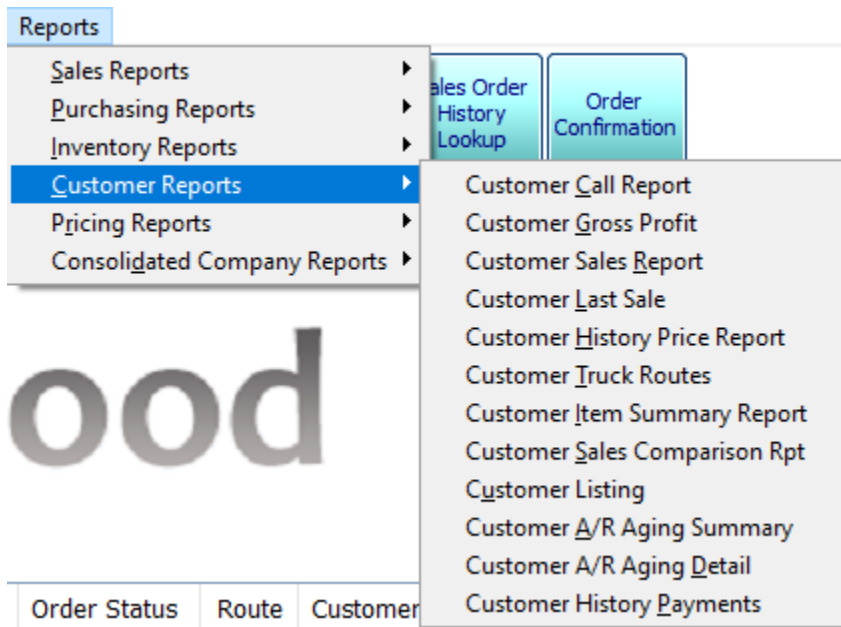 Reports
Sales Reports
Purchasing Reports
Inventory Reports
Customer Reports
Pricing Reports
Consolidated Company Reports
ales Order
History
Lookup
Order
Confirmation
Customer Call Report
Customer Gross Profit
Customer Sales Report
Customer Last Sale
Customer History Price Report
Customer Truck Routes
Customer Item Summary Report
Customer Sales Comparison Rpt
Customer Listing
Customer A/R Aging Summary
Customer A/R Aging Detail
Customer History Payments
ood
Order Status Route Customer